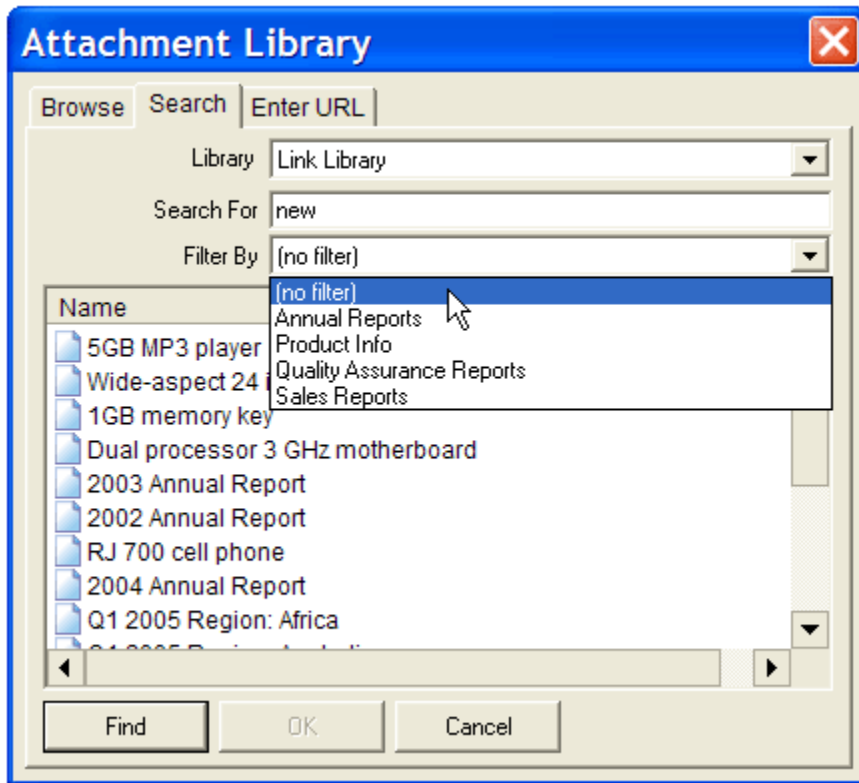 Attachment Library
Browse Search Enter URL
Library Link Library
Search For new
Filter By (no filter)
(no filter)
Annual Reports
Product Info
Quality Assurance Reports
Sales Reports
Name
5GB MP3 player
Wide-aspect 24
1GB memory key
Dual processor 3 GHz motherboard
2003 Annual Report
2002 Annual Report
RJ 700 cell phone
2004 Annual Report
Q1 2005 Region: Africa
Find OK Cancel